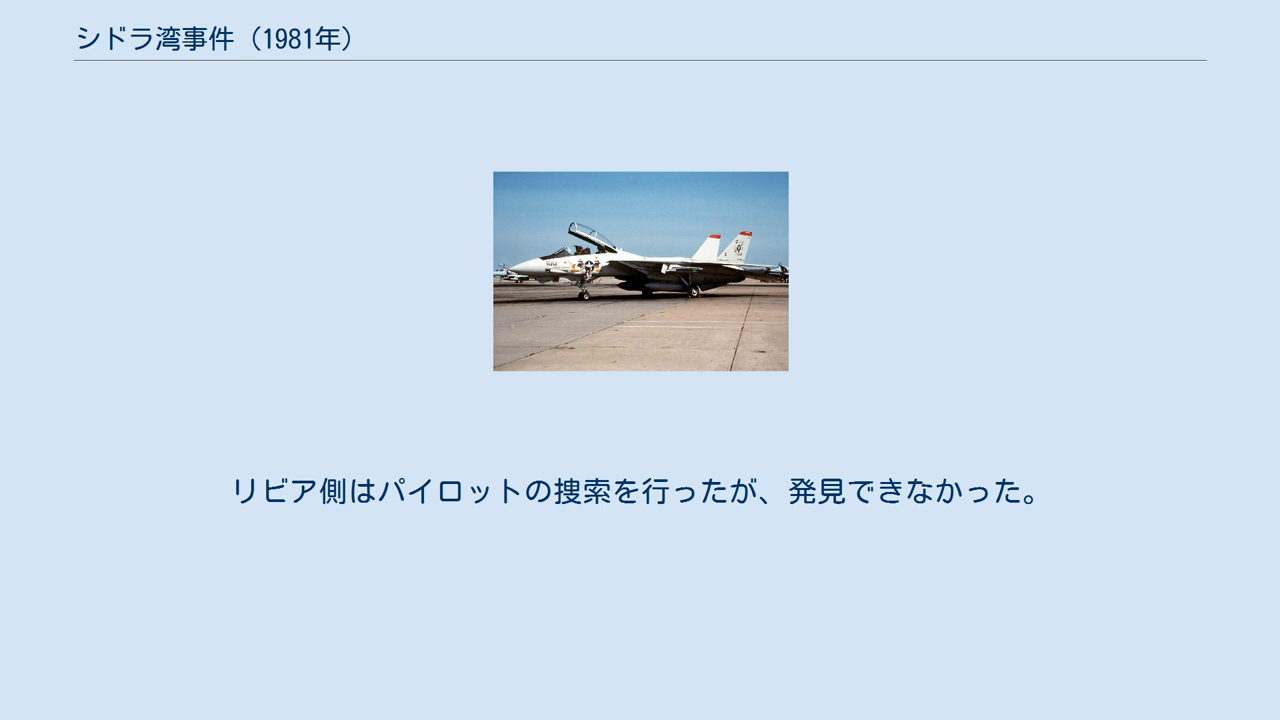 シドラ湾事件（1981年）
リビア側はパイロットの捜索を行ったが、発見できなかった。